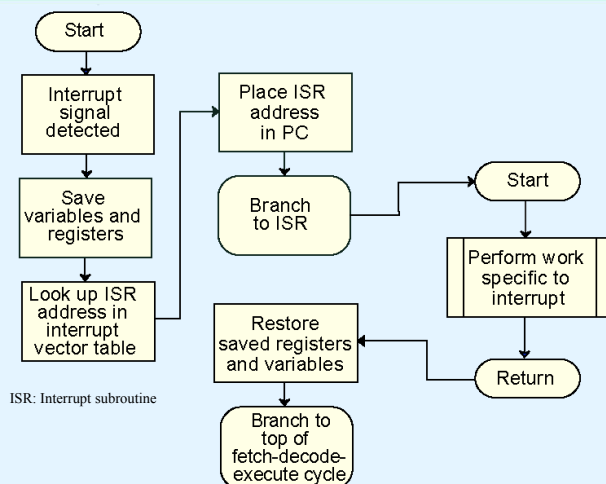 Start
Interrupt
signal
detected
Save
variables and
registers
Look up ISR
address in
interrupt
vector table
Place ISR
address
in PC
Branch
to ISR
Start
Perform work
specific to
interrupt
Return
Restore
saved registers
and variables
Branch to
top of
fetch-decode-
execute cycle
ISR: Interrupt subroutine